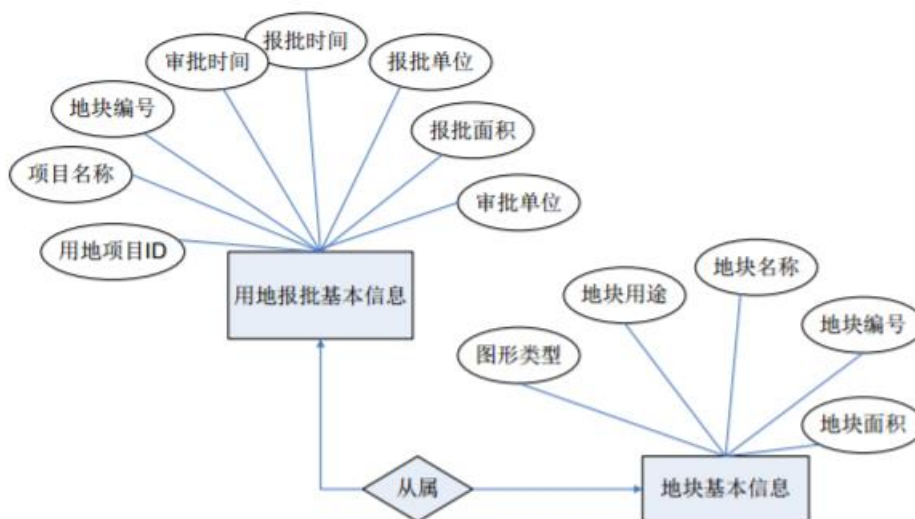 报批时间
审批时间
报批单位
地块编号
报批面积
项目名称
审批单位
用地项目ID
用地报批基本信息
地块名称
地块用途
地块编号
图形类型
地块面积
从属
地块基本信息